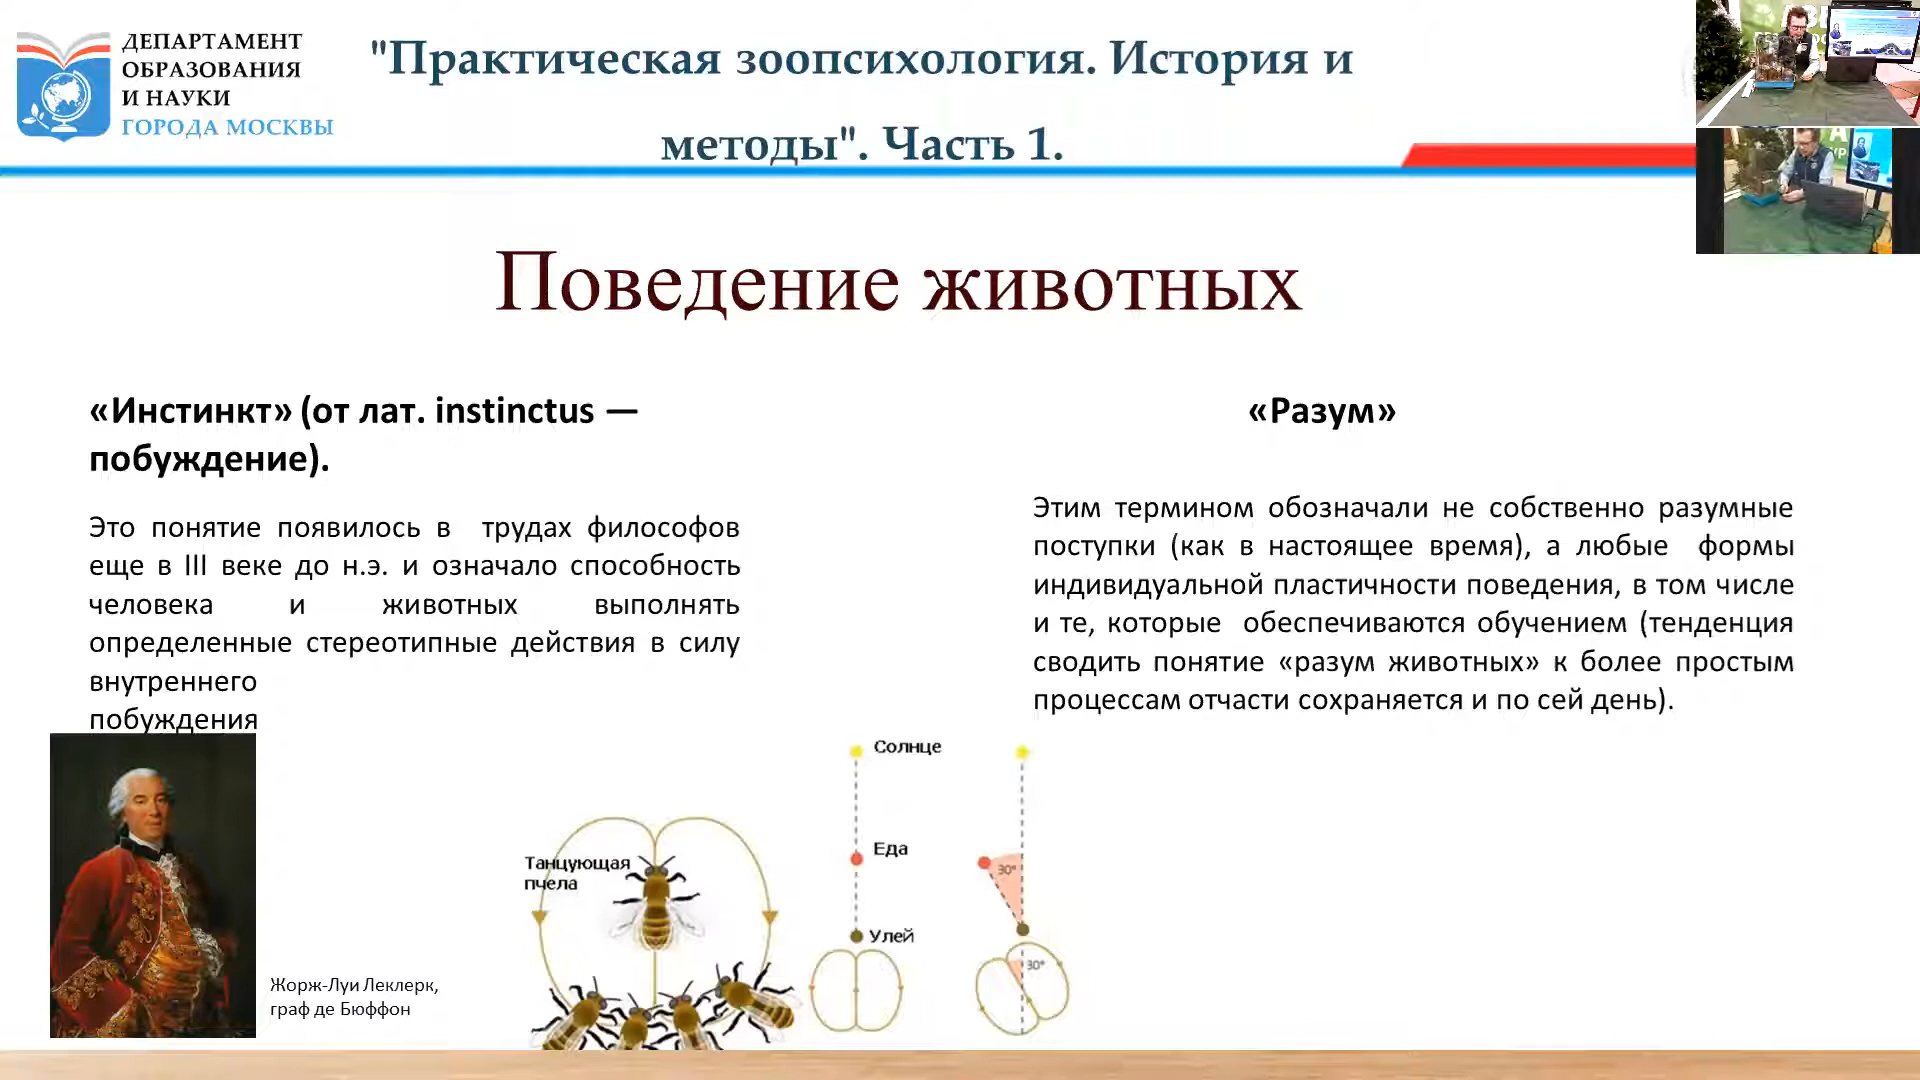 ДЕПАРТАМЕНТ
ОБРАЗОВАНИЯ
И НАУКИ
ГОРОДА МОСКВЫ
"Практическая зоопсихология. История и
методы". Часть 1.
Поведение животных
«Инстинкт» (от лат. instinctus —
побуждение).
Это понятие появилось в трудах философов
еще в III веке до н.э. и означало способность
человека и животных выполнять
определенные стереотипные действия в силу
внутреннего
побуждения
«Разум»
Этим термином обозначали не собственно разумные
поступки (как в настоящее время), а любые формы
индивидуальной пластичности поведения, в том числе
и те, которые обеспечиваются обучением (тенденция
сводить понятие «разум животных» к более простым
процессам отчасти сохраняется и по сей день).
Жорж-Луи Леклерк,
граф де Бюффон
Танцующая
пчела
Солнце
Еда
Улей
30°
30°